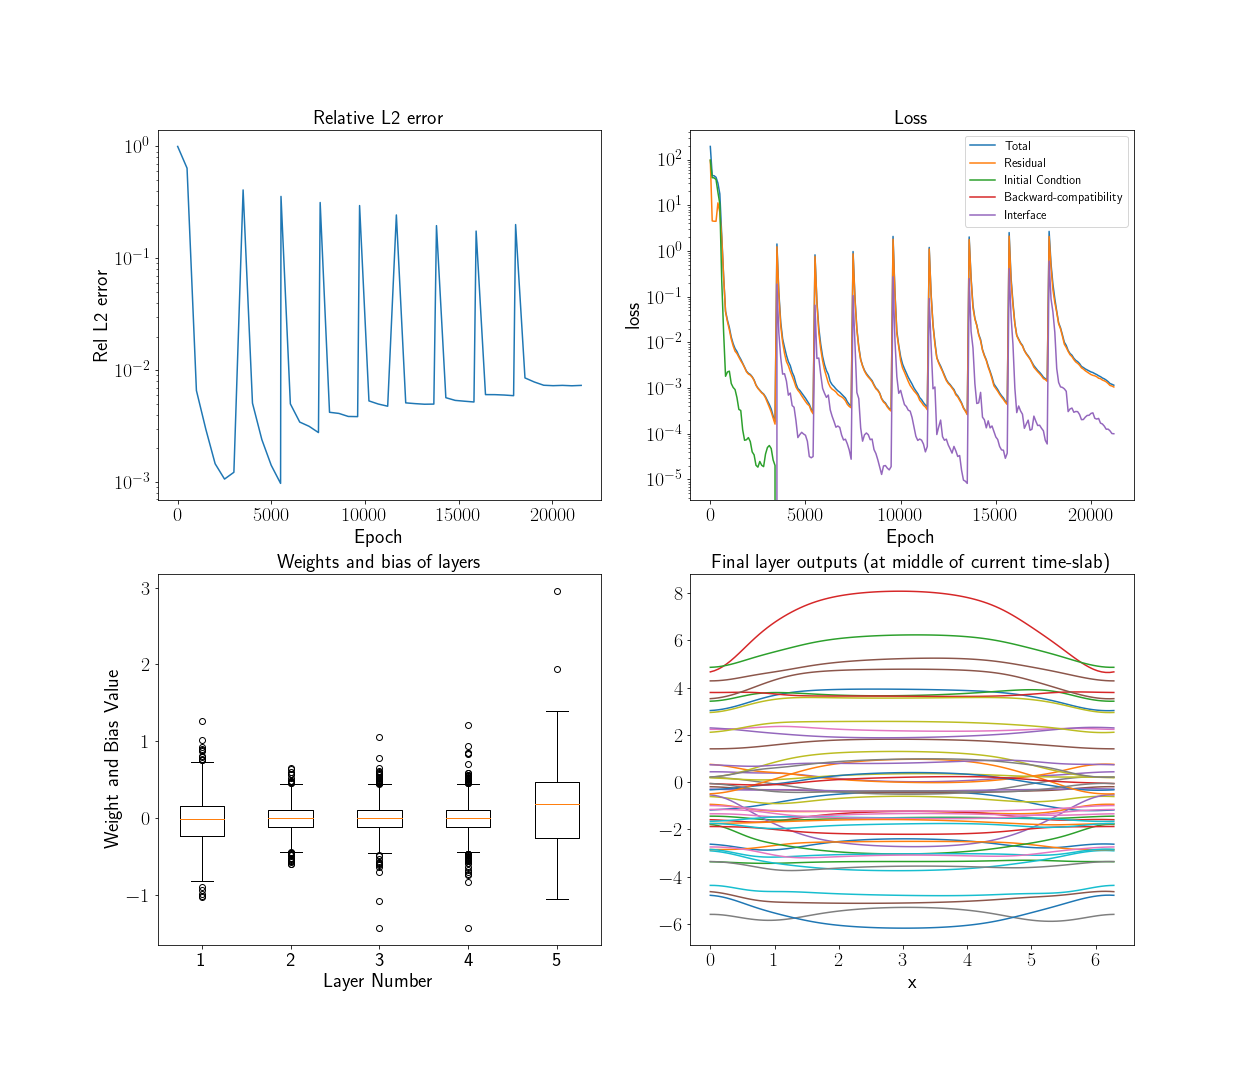 Relative L2 error
10^0
10^−1
10^−2
10^−3
Rel L2 error
0 5000 10000 15000 20000
Epoch
Loss
10^2
10^1
10^0
10^−1
10^−2
10^−3
10^−4
10^−5
loss
Total
Residual
Initial Condtion
Backward-compatibility
Interface
0 5000 10000 15000 20000
Epoch
Weights and bias of layers
3
2
1
0
−1
Weight and Bias Value
1 2 3 4 5
Layer Number
Final layer outputs (at middle of current time-slab)
8
6
4
2
0
−2
−4
−6
0 1 2 3 4 5 6
x